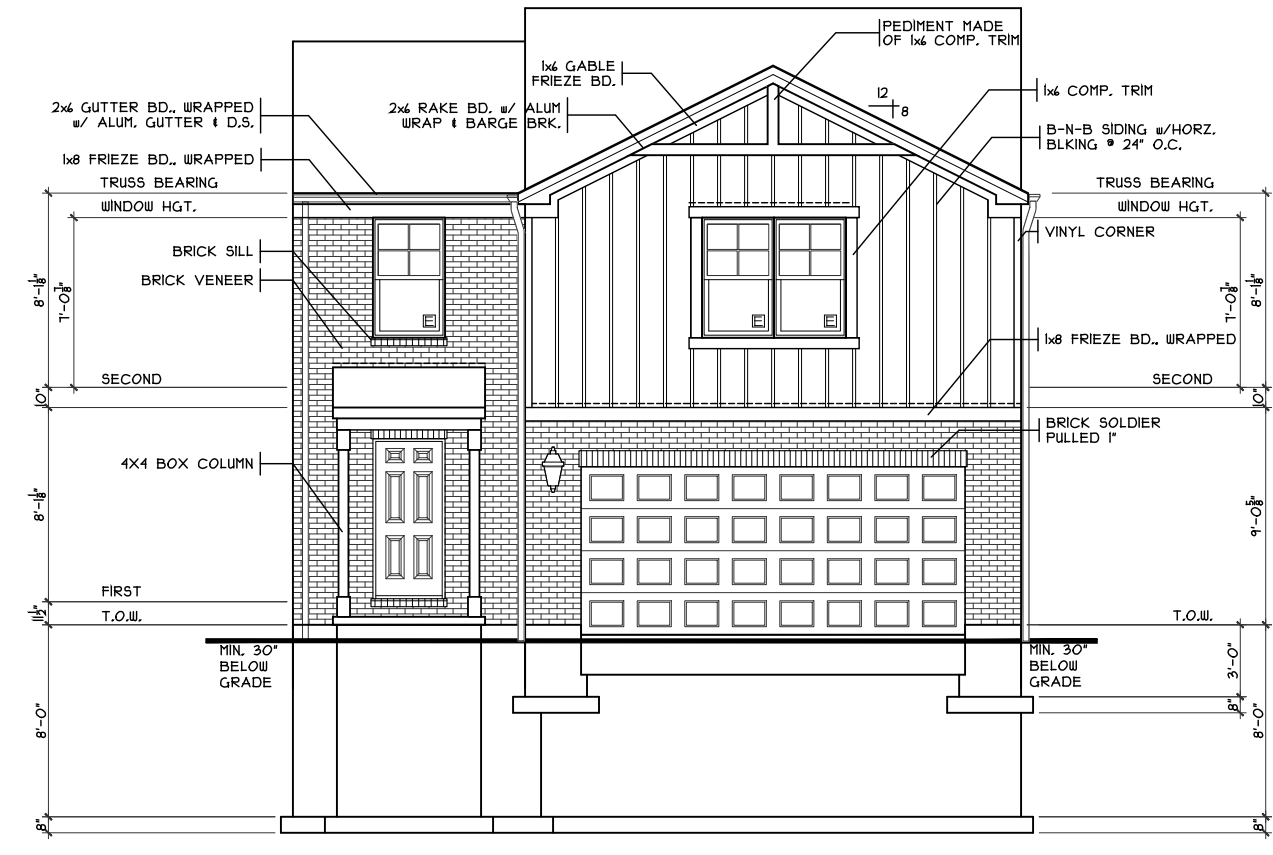 PEDIMENT MADE
OF 1x6 COMP. TRIM
1x6 GABLE
FRIEZE BD.
12
8
1x6 COMP. TRIM
2x6 GUTTER BD., WRAPPED
w/ ALUM. GUTTER & D.S.
2x6 RAKE BD. w/ ALUM
WRAP & BARGE BRK.
B-N-B SIDING w/HORZ.
BLKING @ 24" O.C.
1x8 FRIEZE BD., WRAPPED
TRUSS BEARING
TRUSS BEARING
WINDOW HGT.
WINDOW HGT.
VINYL CORNER
BRICK SILL
BRICK VENEER
8'-1 1/8"
7'-0 7/8"
7'-0 7/8"
8'-1 1/8"
E
E
E
1x8 FRIEZE BD., WRAPPED
SECOND
SECOND
10"
10"
BRICK SOLDIER
PULLED 1"
4X4 BOX COLUMN
8'-1 1/8"
9'-0 5/8"
FIRST
T.O.W.
T.O.W.
11 1/2"
MIN. 30"
BELOW
GRADE
MIN. 30"
BELOW
GRADE
3'-0"
8"
8'-0"
8'-0"
8"
8"